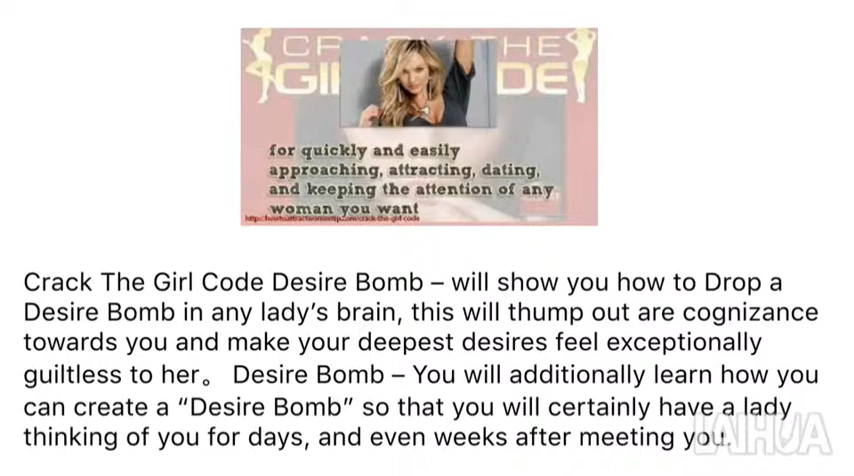 CR THE
GI DE
for quickly and easily
approaching, attracting, dating,
and keeping the attention of any
woman you want
Crack The Girl Code Desire Bomb – will show you how to Drop a
Desire Bomb in any lady’s brain, this will thump out are cognizance
towards you and make your deepest desires feel exceptionally
guiltless to her。 Desire Bomb – You will additionally learn how you
can create a “Desire Bomb” so that you will certainly have a lady
thinking of you for days, and even weeks after meeting you.
LAIHUA